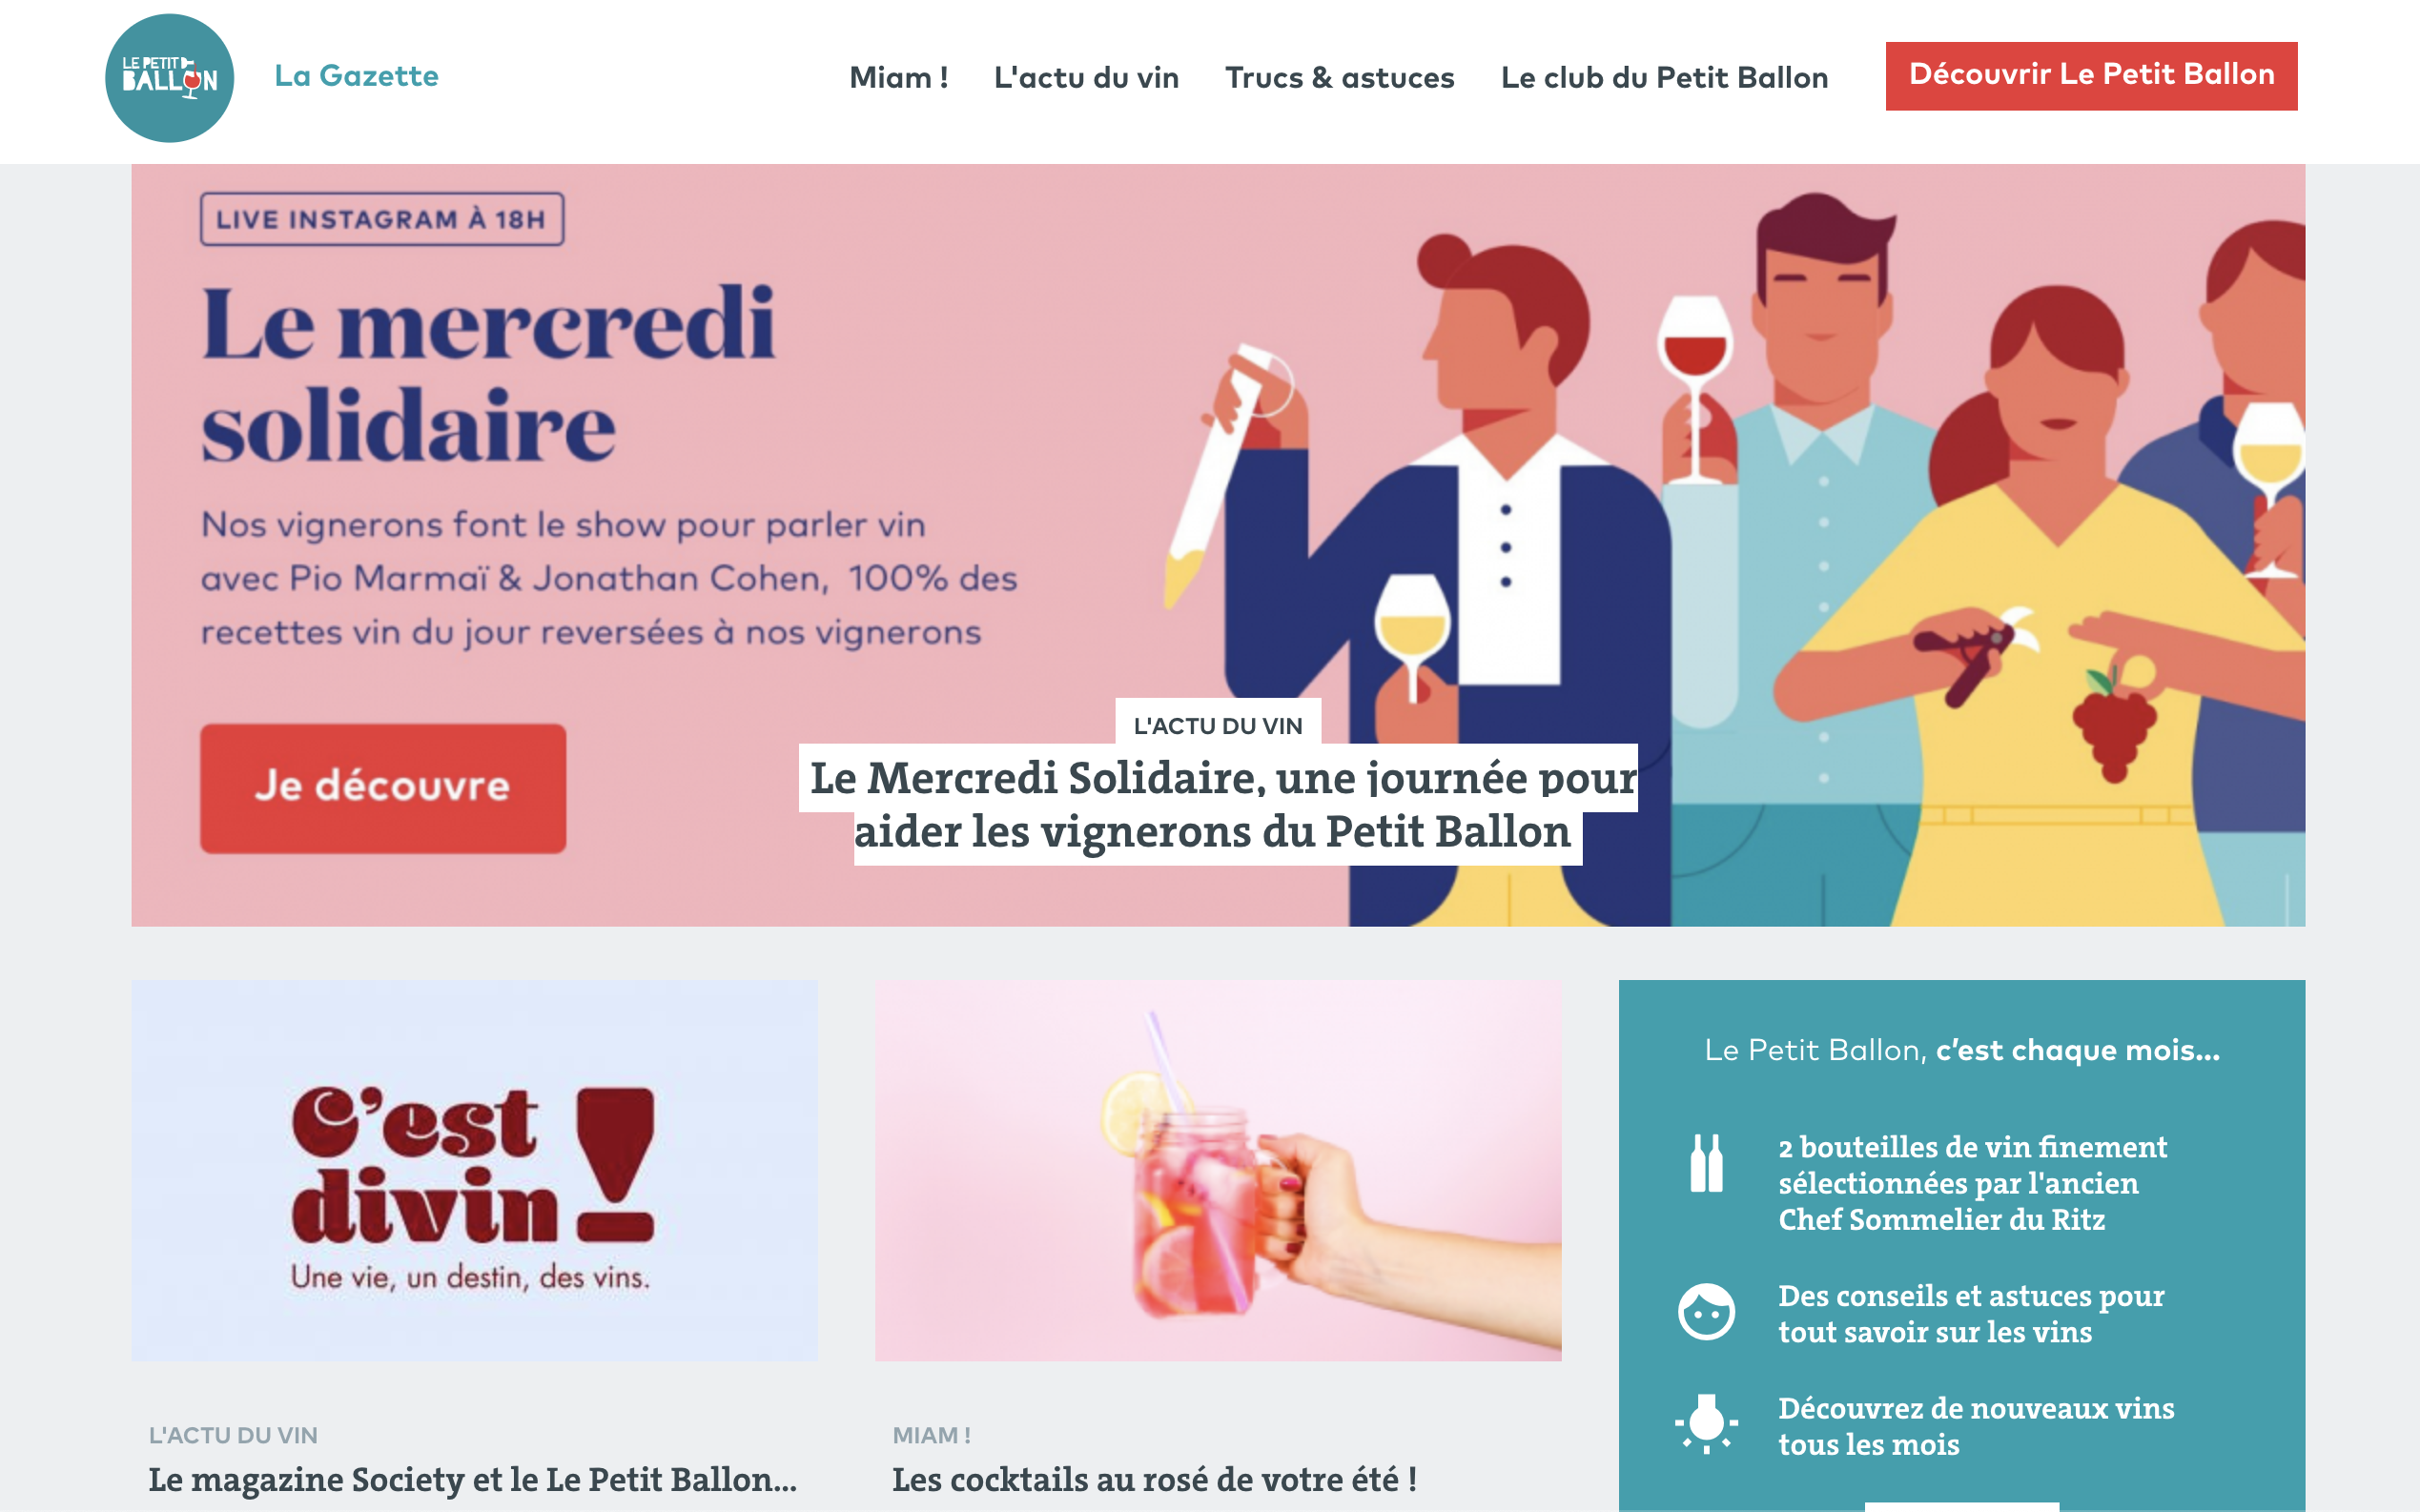 LE PETIT
BALLON
La Gazette
Miam !
L'actu du vin
Trucs & astuces
Le club du Petit Ballon
Découvrir Le Petit Ballon
LIVE INSTAGRAM À 18H
Le mercredi
solidaire
Nos vignerons font le show pour parler vin
avec Pio Marmaï & Jonathan Cohen, 100% des
recettes vin du jour reversées à nos vignerons
Je découvre
L'ACTU DU VIN
Le Mercredi Solidaire, une journée pour
aider les vignerons du Petit Ballon
C'est
divin !
Une vie, un destin, des vins.
L'ACTU DU VIN
Le magazine Society et le Le Petit Ballon...
MIAM !
Les cocktails au rosé de votre été !
Le Petit Ballon, c'est chaque mois...
2 bouteilles de vin finement
sélectionnées par l'ancien
Chef Sommelier du Ritz
Des conseils et astuces pour
tout savoir sur les vins
Découvrez de nouveaux vins
tous les mois